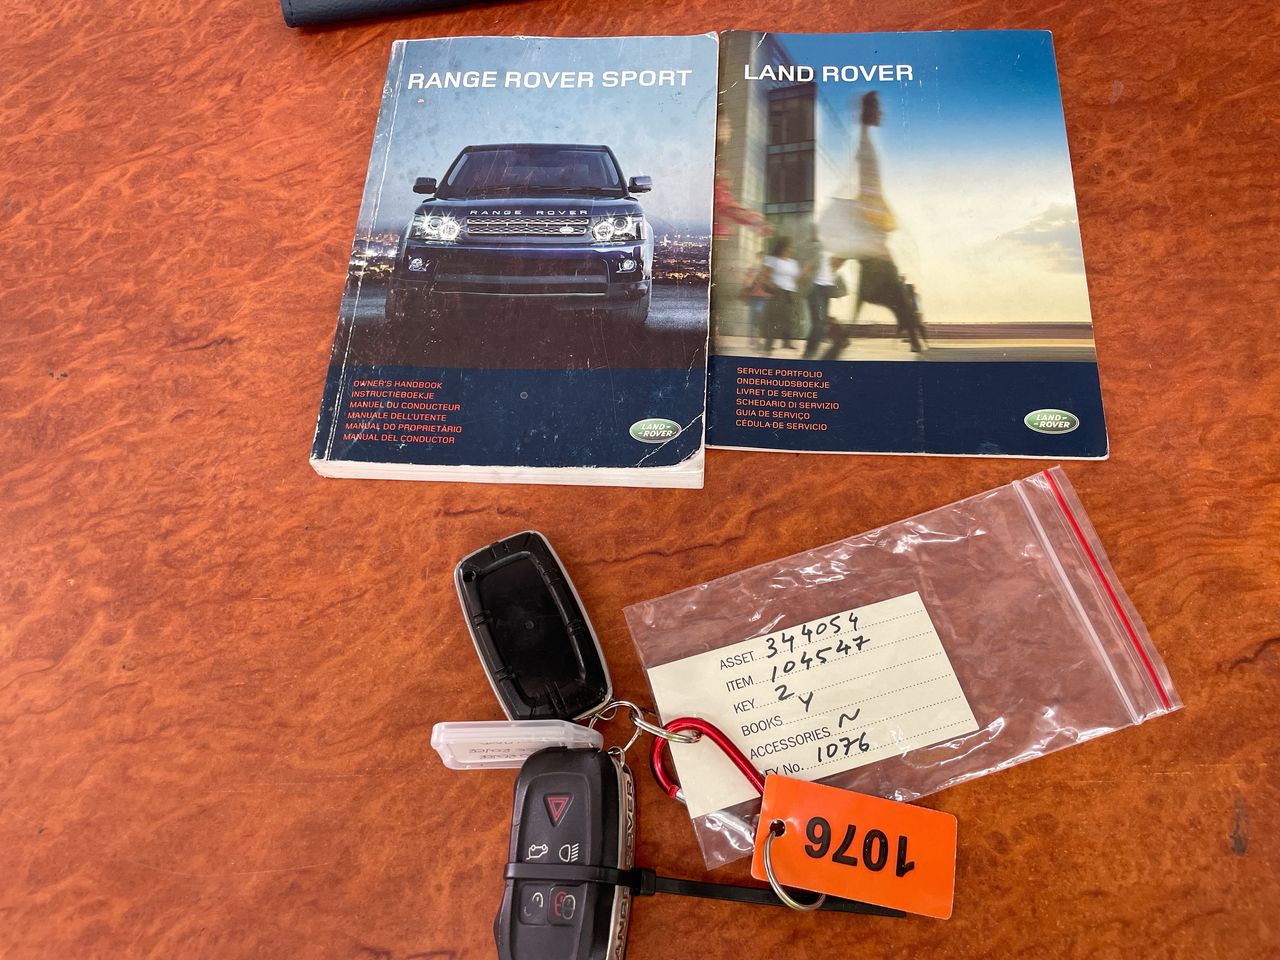 RANGE ROVER SPORT
RANGE ROVER
OWNER'S HANDBOOK
INSTRUCTIEBOEKJE
MANUEL DU CONDUCTEUR
MANUALE DELL'UTENTE
MANUAL DO PROPRIETÁRIO
MANUAL DEL CONDUCTOR
LAND-
-ROVER
LAND ROVER
SERVICE PORTFOLIO
ONDERHOUDSBOEKJE
LIVRET DE SERVICE
SCHEDARIO DI SERVIZIO
GUIA DE SERVIÇO
CÉDULA DE SERVICIO
LAND-
-ROVER
ASSET 344054
ITEM 104547
KEY 2
BOOKS Y
ACCESSORIES N
No. 1076
1076